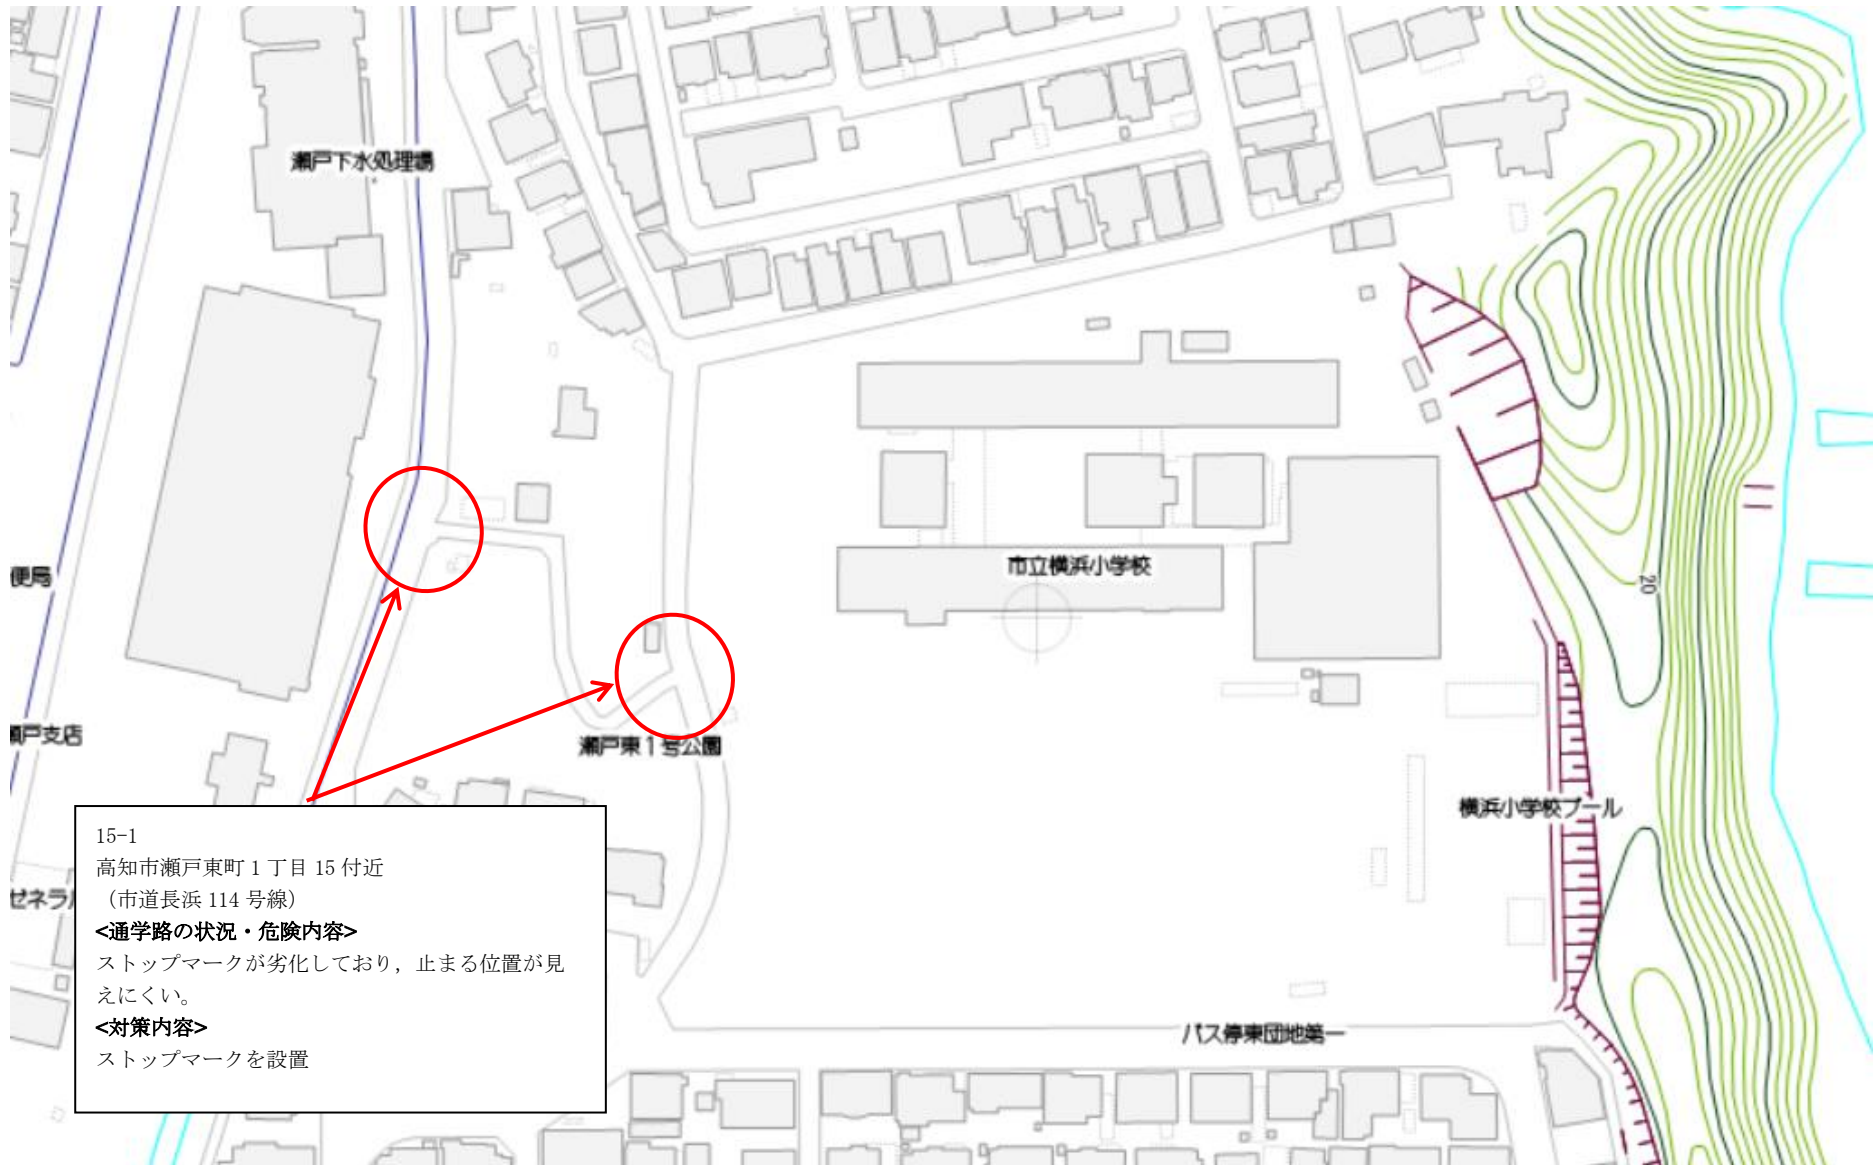 瀬戸下水処理場
便局
市立横浜小学校
20
瀬戸支店
瀬戸東1号公園
横浜小学校プール
ゼネラル
バス停東団地第一
15-1
高知市瀬戸東町1丁目15付近
（市道長浜114号線）
<通学路の状況・危険内容>
ストップマークが劣化しており，止まる位置が見
えにくい。
<対策内容>
ストップマークを設置